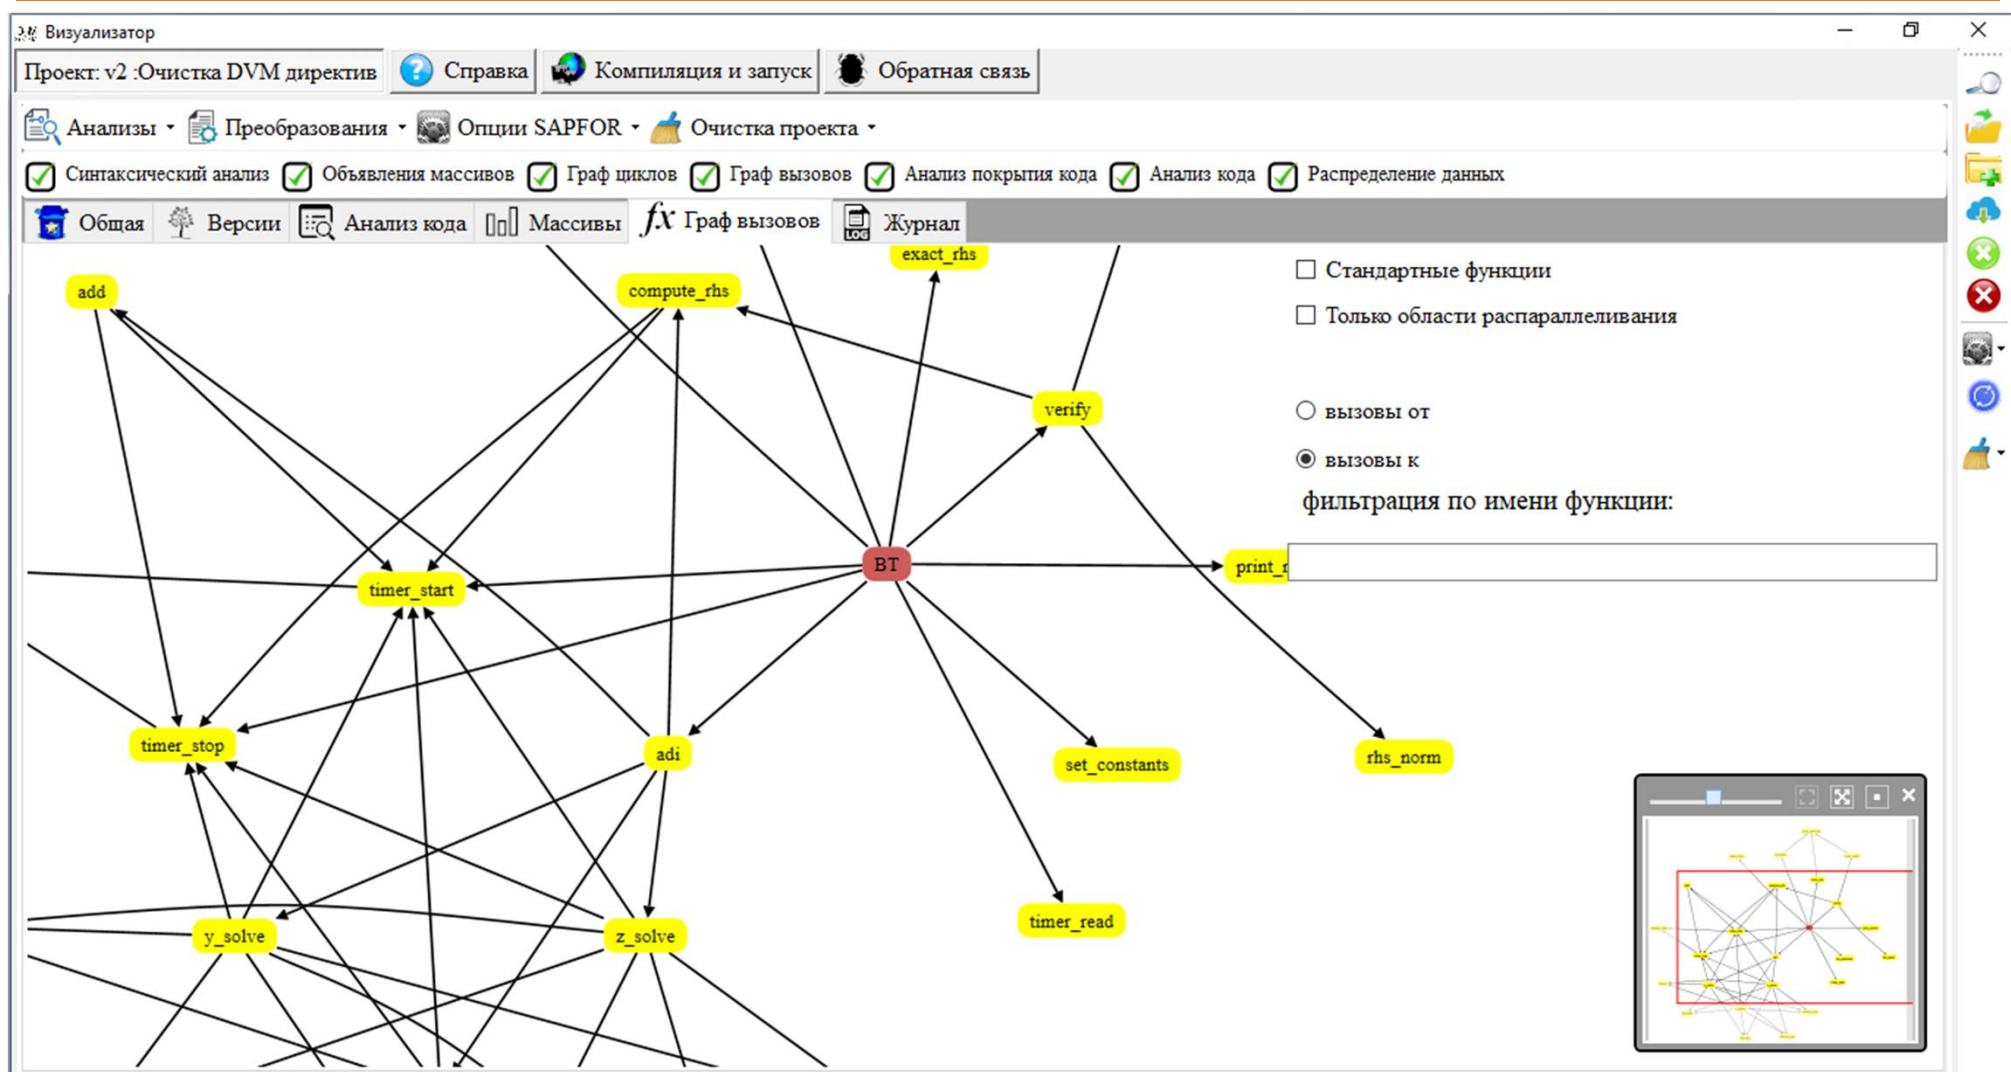 Визуализатор
Проект: v2 :Очистка DVM директив Справка Компиляция и запуск Обратная связь
Анализы Преобразования Опции SAPFOR Очистка проекта
Синтаксический анализ Объявления массивов Граф циклов Граф вызовов Анализ покрытия кода Анализ кода Распределение данных
Общая Версии Анализ кода Массивы fx Граф вызовов LOG Журнал
exact_rhs
Стандартные функции
add
compute_rhs
Только области распараллеливания
verify
вызовы от
вызовы к
фильтрация по имени функции:
BT
print_r
timer_start
timer_stop
adi
set_constants
rhs_norm
timer_read
y_solve
z_solve